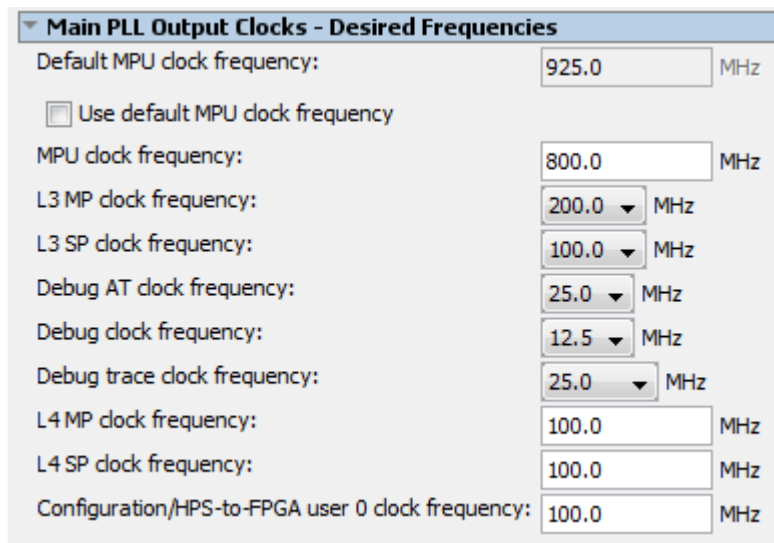 Main PLL Output Clocks - Desired Frequencies
Default MPU clock frequency: 925.0 MHz
Use default MPU clock frequency
MPU clock frequency: 800.0 MHz
L3 MP clock frequency: 200.0 MHz
L3 SP clock frequency: 100.0 MHz
Debug AT clock frequency: 25.0 MHz
Debug clock frequency: 12.5 MHz
Debug trace clock frequency: 25.0 MHz
L4 MP clock frequency: 100.0 MHz
L4 SP clock frequency: 100.0 MHz
Configuration/HPS-to-FPGA user 0 clock frequency: 100.0 MHz